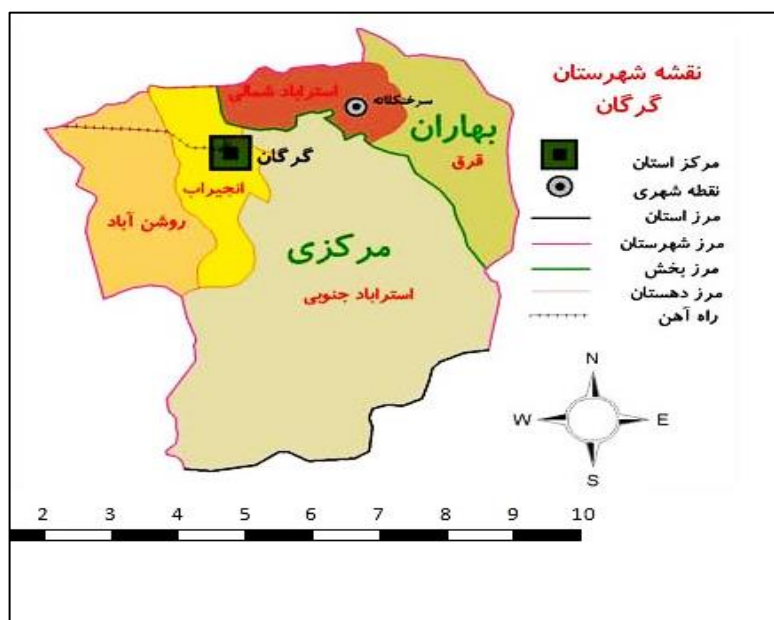 نقشه شهرستان
گرگان
مرکز استان
نقطه شهری
مرز استان
مرز شهرستان
مرز بخش
مرز دهستان
راه آهن
استراباد شمالی
سرخنکلاته
بهاران
قرق
گرگان
انجیراب
روشن آباد
مرکزی
استراباد جنوبی
N
W
E
S
2 3 4 5 6 7 8 9 10